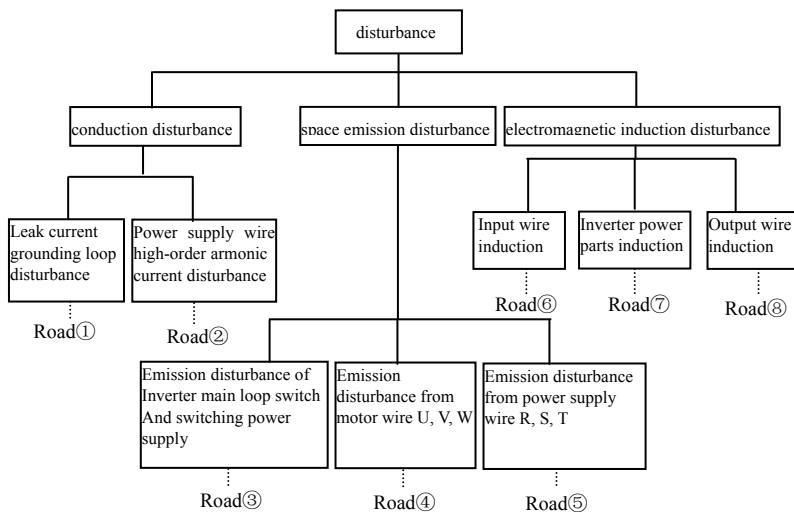 disturbance
conduction disturbance
space emission disturbance
electromagnetic induction disturbance
Leak current
grounding loop
disturbance
Power supply wire
high-order armonic
current disturbance
Input wire
induction
Inverter power
parts induction
Output wire
induction
Road①
Road②
Road⑥
Road⑦
Road⑧
Emission disturbance of
Inverter main loop switch
And switching power
supply
Emission
disturbance from
motor wire U, V, W
Emission disturbance
from power supply
wire R, S, T
Road③
Road④
Road⑤